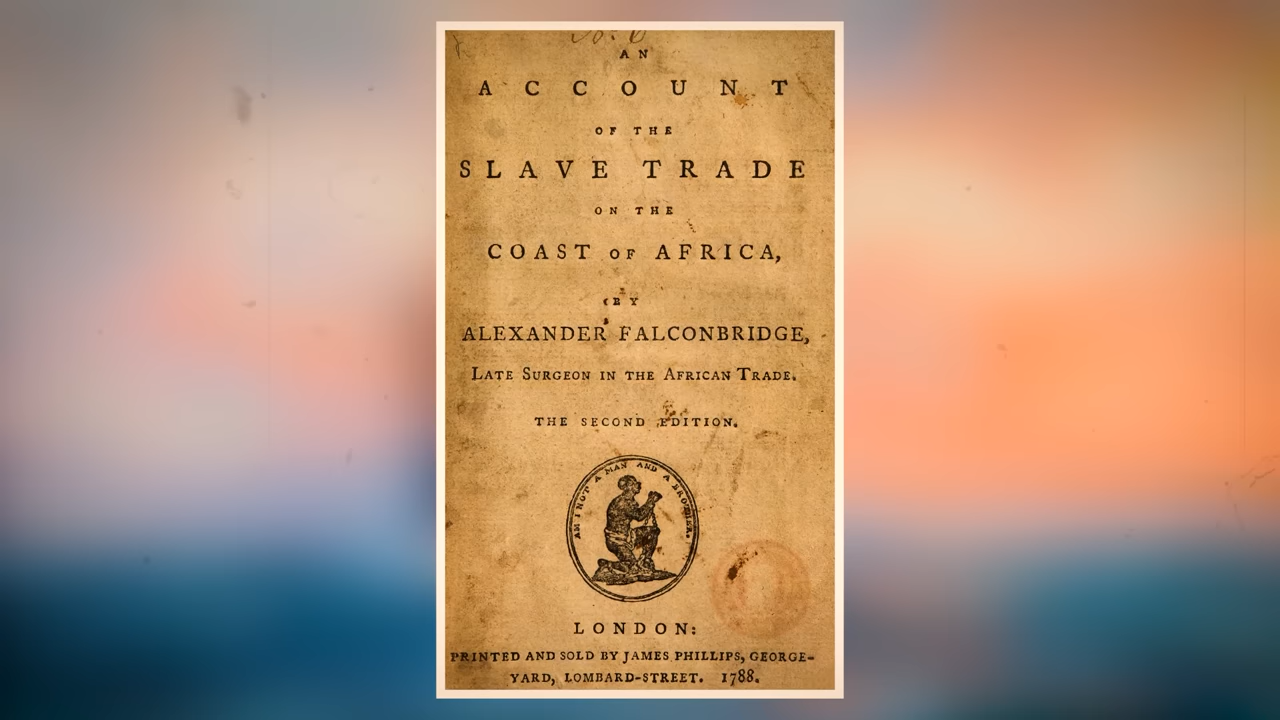 AN
ACCOUNT
OF THE
SLAVE TRADE
ON THE
COAST OF AFRICA,
BY
ALEXANDER FALCONBRIDGE,
LATE SURGEON IN THE AFRICAN TRADE.
THE SECOND EDITION.
AM I NOT A MAN AND A BROTHER.
LONDON:
PRINTED AND SOLD BY JAMES PHILLIPS, GEORGE-
YARD, LOMBARD-STREET. 1788.